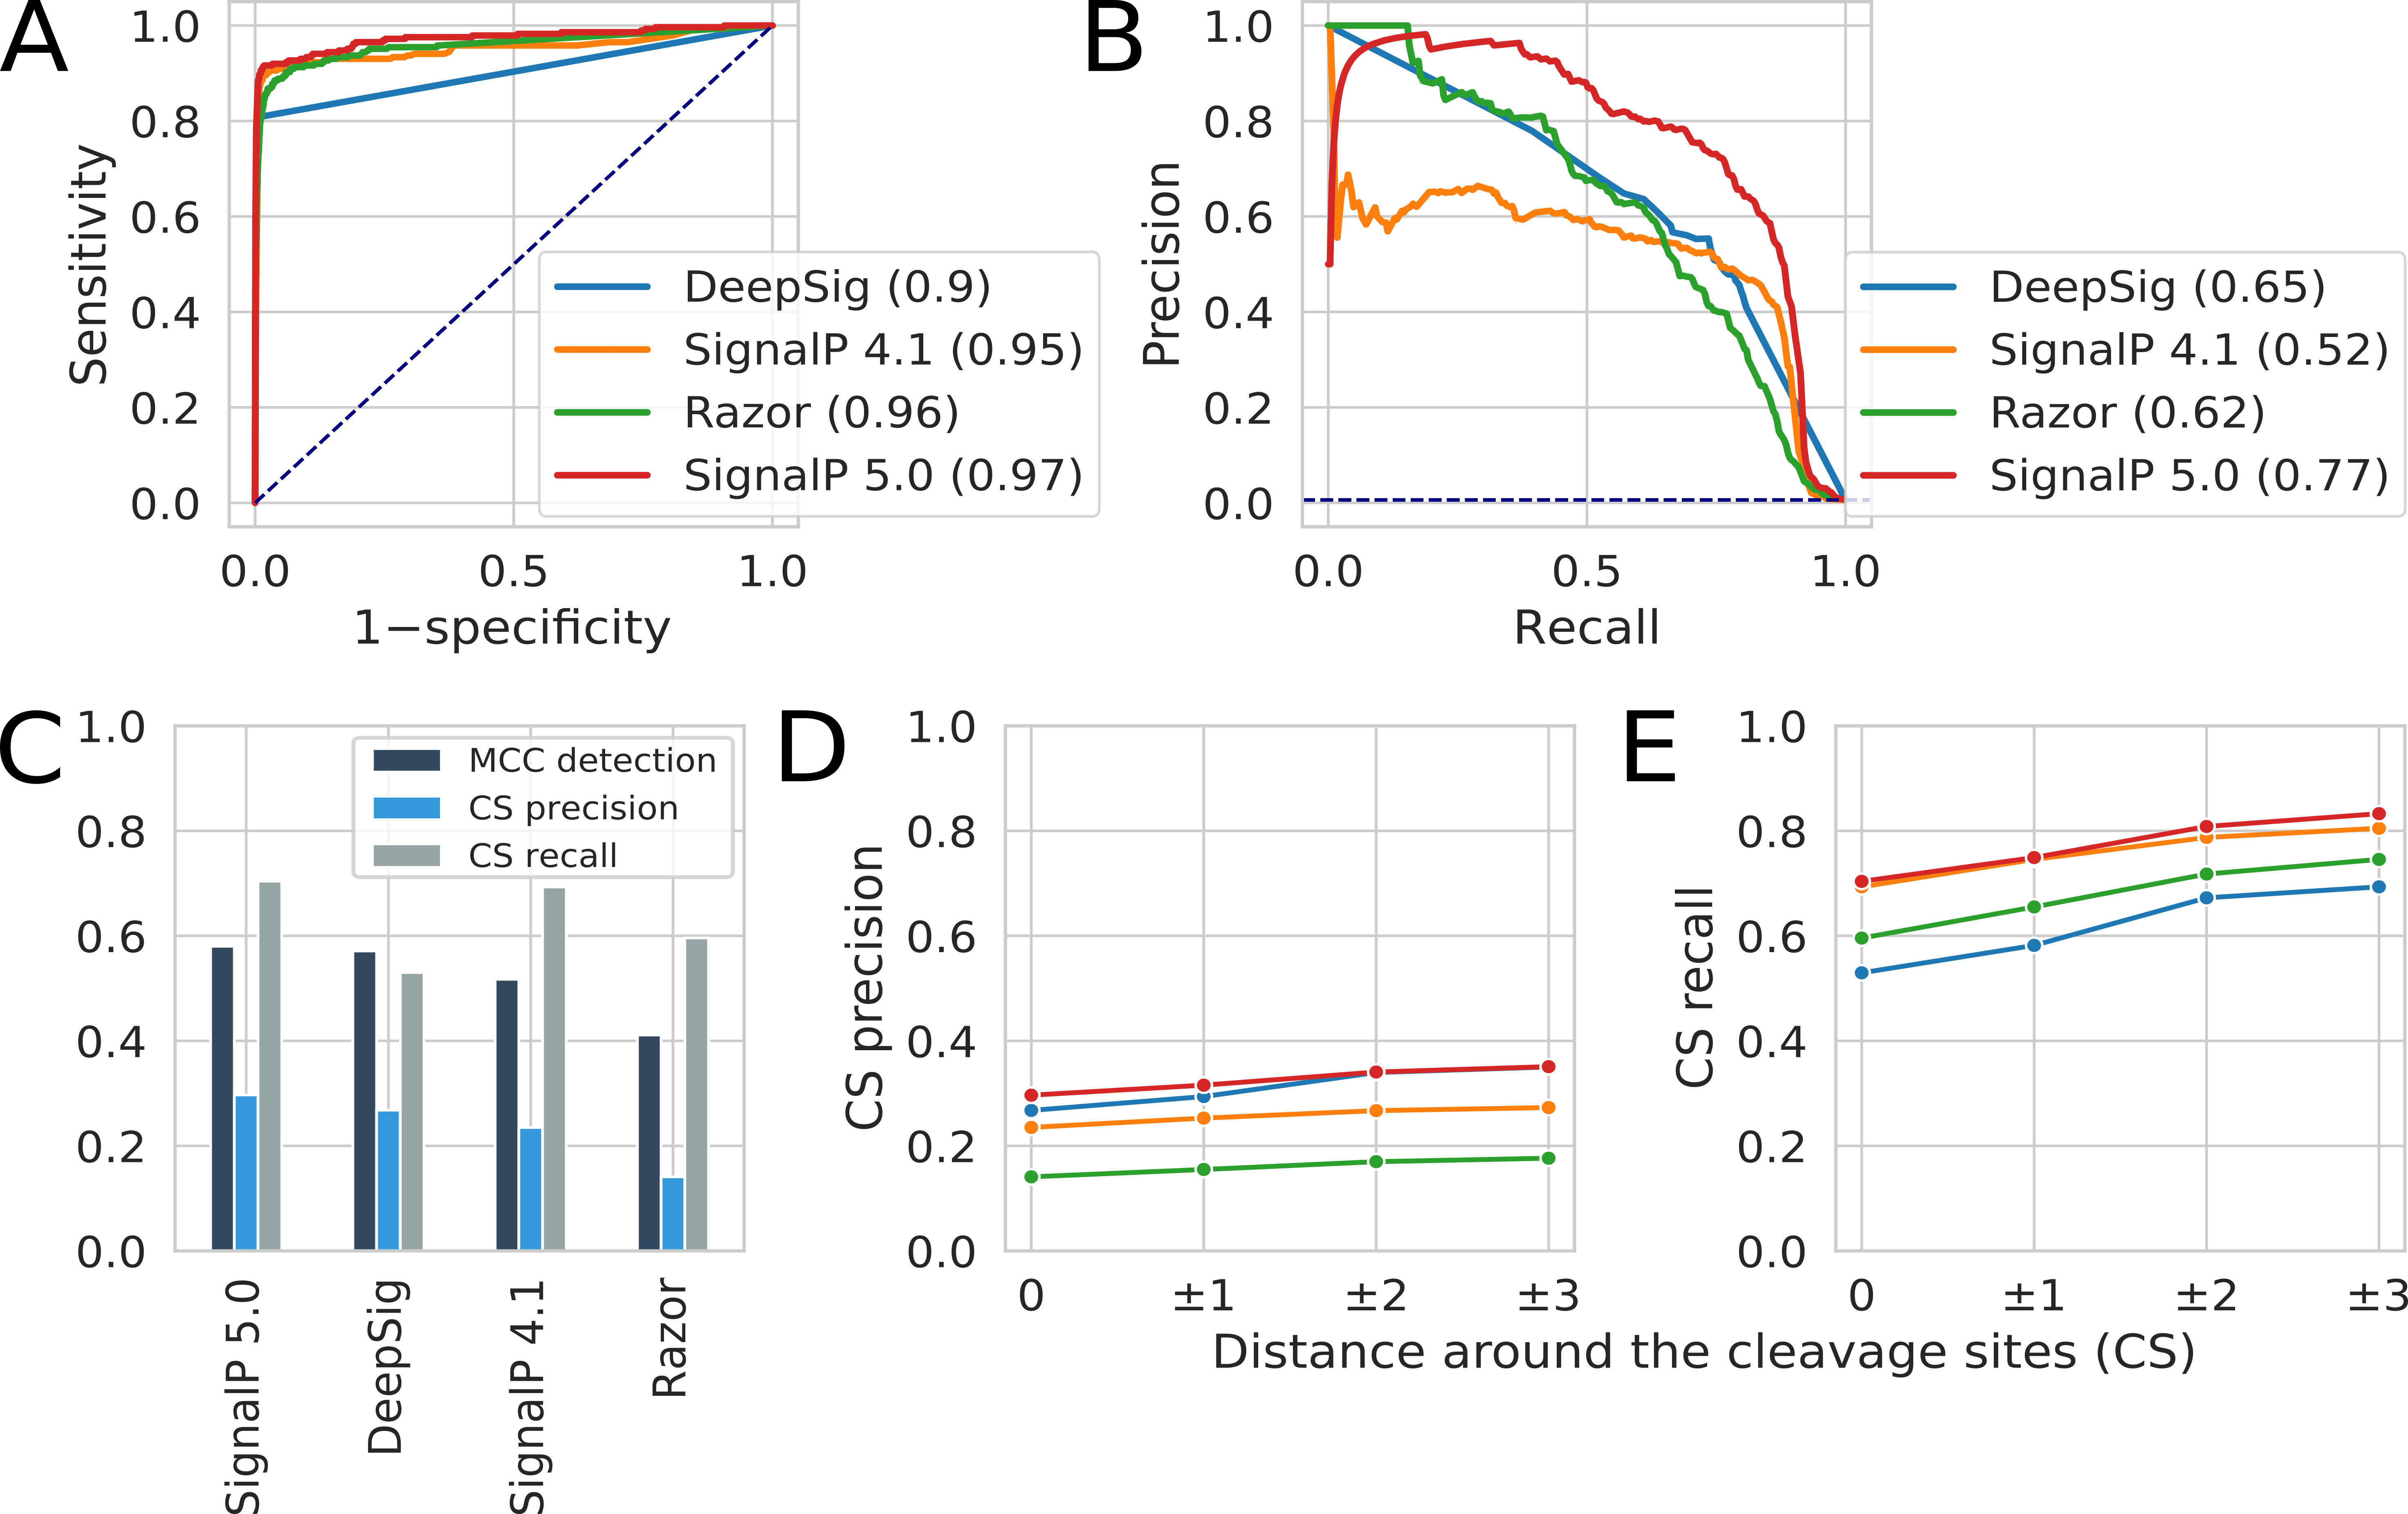 A
1.0
0.8
0.6
0.4
0.2
0.0
Sensitivity
0.0 0.5 1.0
1−specificity
DeepSig (0.9)
SignalP 4.1 (0.95)
Razor (0.96)
SignalP 5.0 (0.97)
B
1.0
0.8
0.6
0.4
0.2
0.0
Precision
0.0 0.5 1.0
Recall
DeepSig (0.65)
SignalP 4.1 (0.52)
Razor (0.62)
SignalP 5.0 (0.77)
C
1.0
0.8
0.6
0.4
0.2
0.0
MCC detection
CS precision
CS recall
SignalP 5.0
DeepSig
SignalP 4.1
Razor
D
1.0
0.8
0.6
0.4
0.2
0.0
CS precision
0 ±1 ±2 ±3
E
1.0
0.8
0.6
0.4
0.2
0.0
CS recall
0 ±1 ±2 ±3
Distance around the cleavage sites (CS)